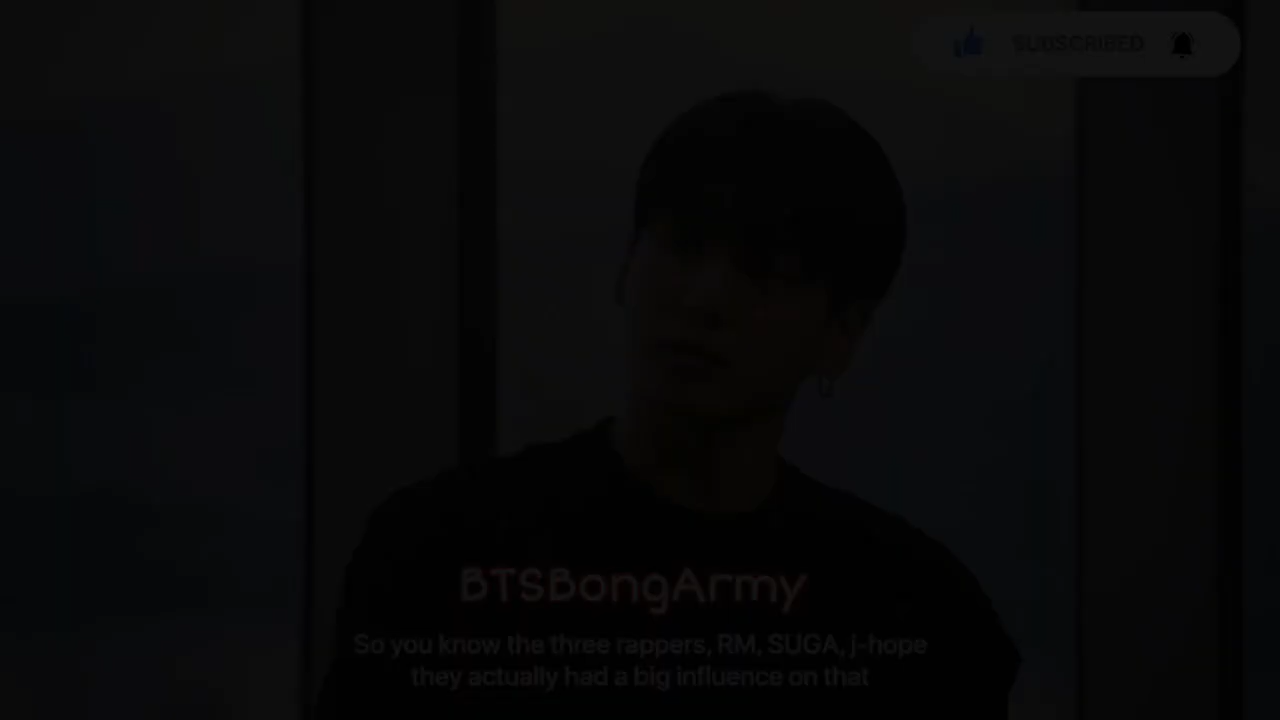 SUBSCRIBED
BTSBongArmy
So you know the three rappers, RM, SUGA, j-hope
they actually had a big influence on that